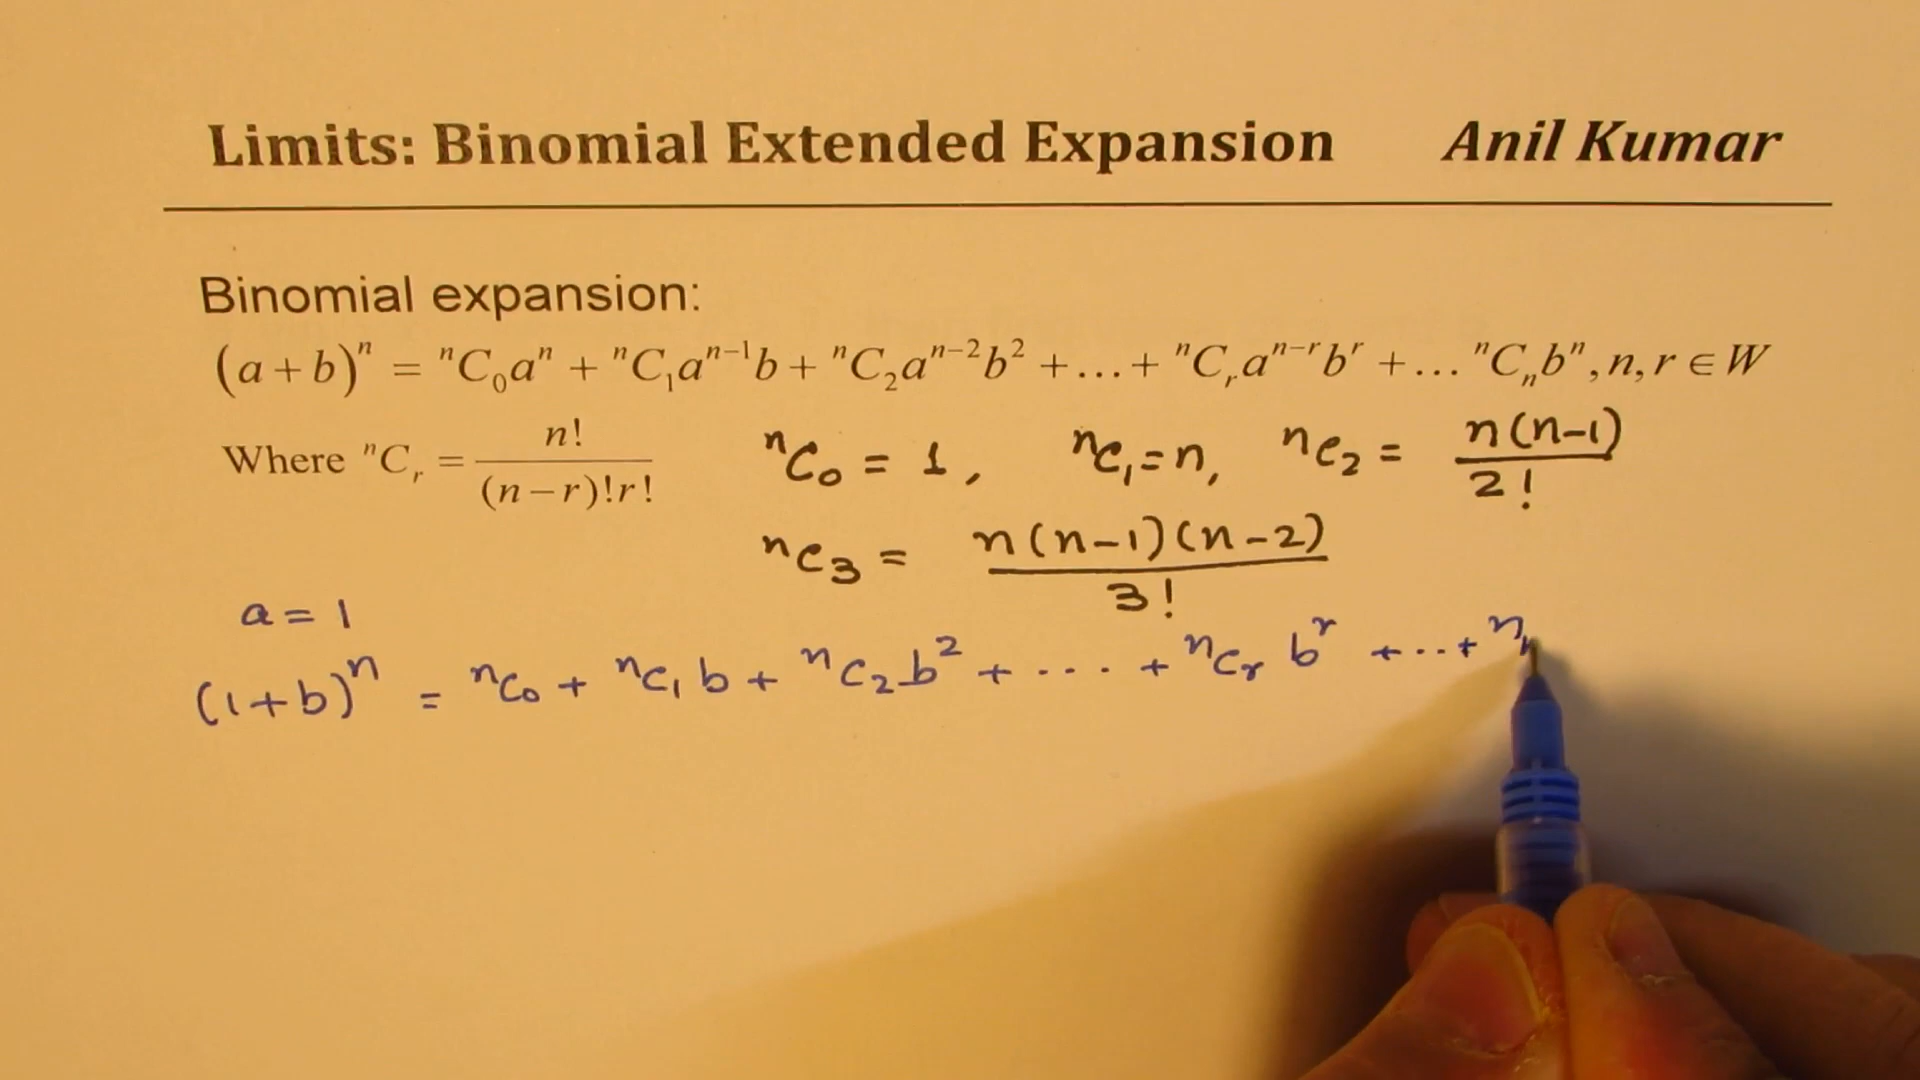 Limits: Binomial Extended Expansion Anil Kumar
Binomial expansion:
(a + b)ⁿ = ⁿC₀aⁿ + ⁿC₁aⁿ⁻¹b + ⁿC₂aⁿ⁻²b² + ... + ⁿCᵣaⁿ⁻ʳbʳ + ... ⁿCₙbⁿ, n, r ∈ W
Where ⁿCᵣ = n! / (n − r)!r! ⁿC₀ = 1, ⁿC₁ = n, ⁿC₂ = n(n−1) / 2!
ⁿC₃ = n(n−1)(n−2) / 3!
a = 1
(1+b)ⁿ = ⁿC₀ + ⁿC₁ b + ⁿC₂ b² + .... + ⁿCᵣ bʳ + ... + ⁿ